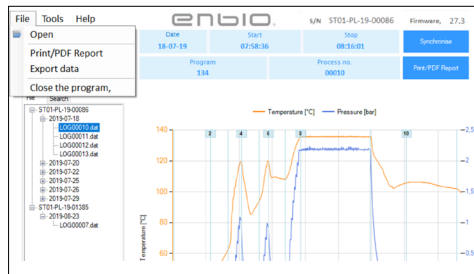 File Tools Help
enbio.
S/N ST01-PL-19-00086 Firmware, 27.3
Open
Print/PDF Report
Export data
Close the program,
Date Start Stop
18-07-19 07:58:36 08:16:01
Synchronise
Program Process no.
134 00010
Print/PDF Report
File Search
ST01-PL-19-00086
2019-07-18
LOG00010.dat
LOG00011.dat
LOG00012.dat
LOG00013.dat
2019-07-20
2019-07-22
2019-07-25
2019-07-26
2019-07-29
ST01-PL-19-01385
2019-08-23
LOG00007.dat
Temperature [°C] Pressure [bar]
2 4 6 8 10
140
120
100
80
60
Temperature [°C]
2,5
2
1,5
1
0,5